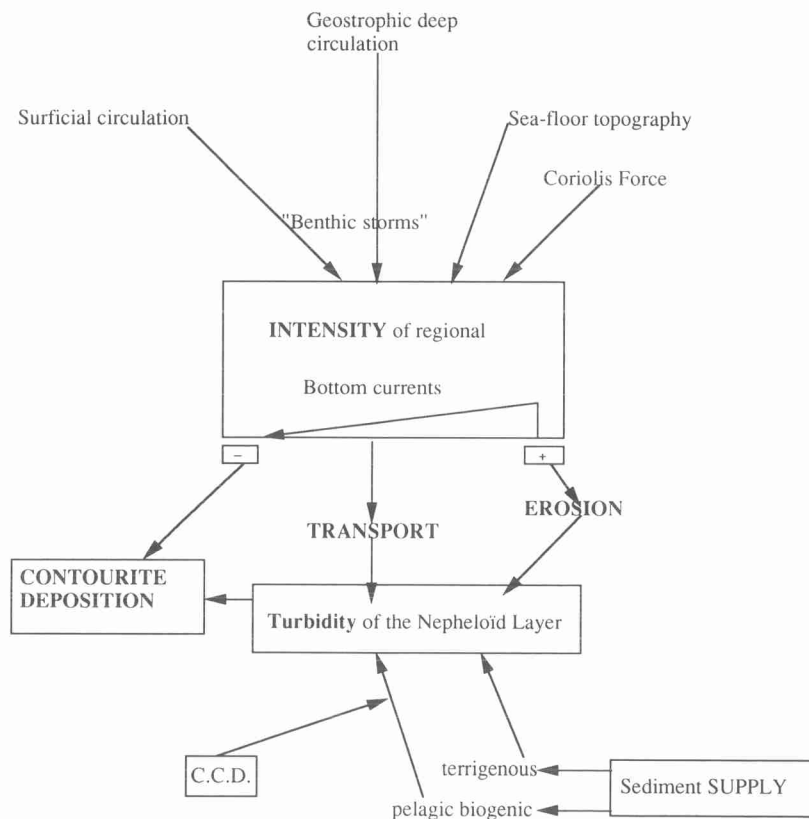 Geostrophic deep
circulation
Surficial circulation
Sea-floor topography
Coriolis Force
"Benthic storms"
INTENSITY of regional
Bottom currents
–
+
EROSION
TRANSPORT
CONTOURITE
DEPOSITION
Turbidity of the Nepheloïd Layer
C.C.D.
terrigenous
Sediment SUPPLY
pelagic biogenic